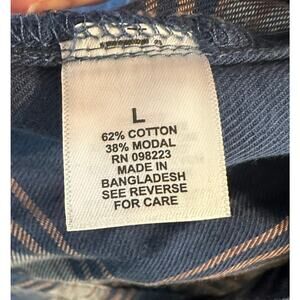 L
62% COTTON
38% MODAL
RN 098223
MADE IN
BANGLADESH
SEE REVERSE
FOR CARE